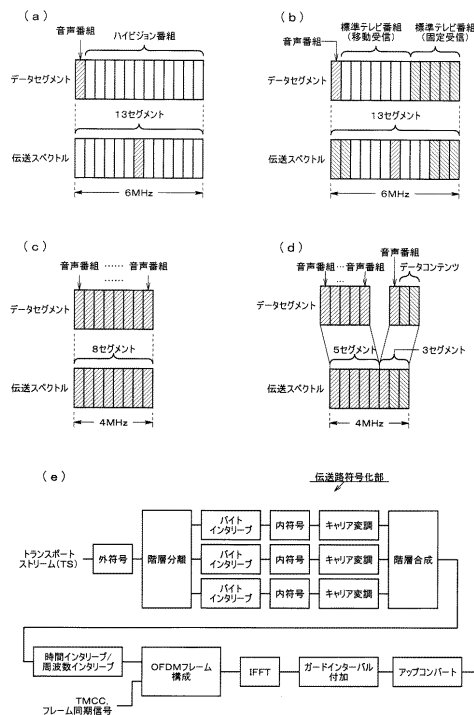 (a)
音声番組
ハイビジョン番組
データセグメント
13セグメント
伝送スペクトル
6MHz
(b)
標準テレビ番組 標準テレビ番組
(移動受信) (固定受信)
音声番組
データセグメント
13セグメント
伝送スペクトル
6MHz
(c)
音声番組 …… 音声番組
……
データセグメント
8セグメント
伝送スペクトル
4MHz
(d)
音声番組
音声番組…音声番組
データコンテンツ
…
データセグメント
5セグメント
3セグメント
伝送スペクトル
4MHz
(e)
伝送路符号化部
トランスポート
ストリーム(TS)
外符号
階層分離
バイト
インタリーブ
内符号
キャリア変調
バイト
インタリーブ
内符号
キャリア変調
バイト
インタリーブ
内符号
キャリア変調
階層合成
時間インタリーブ/
周波数インタリーブ
OFDMフレーム
構成
IFFT
ガードインターバル
付加
アップコンバート
TMCC,
フレーム同期信号